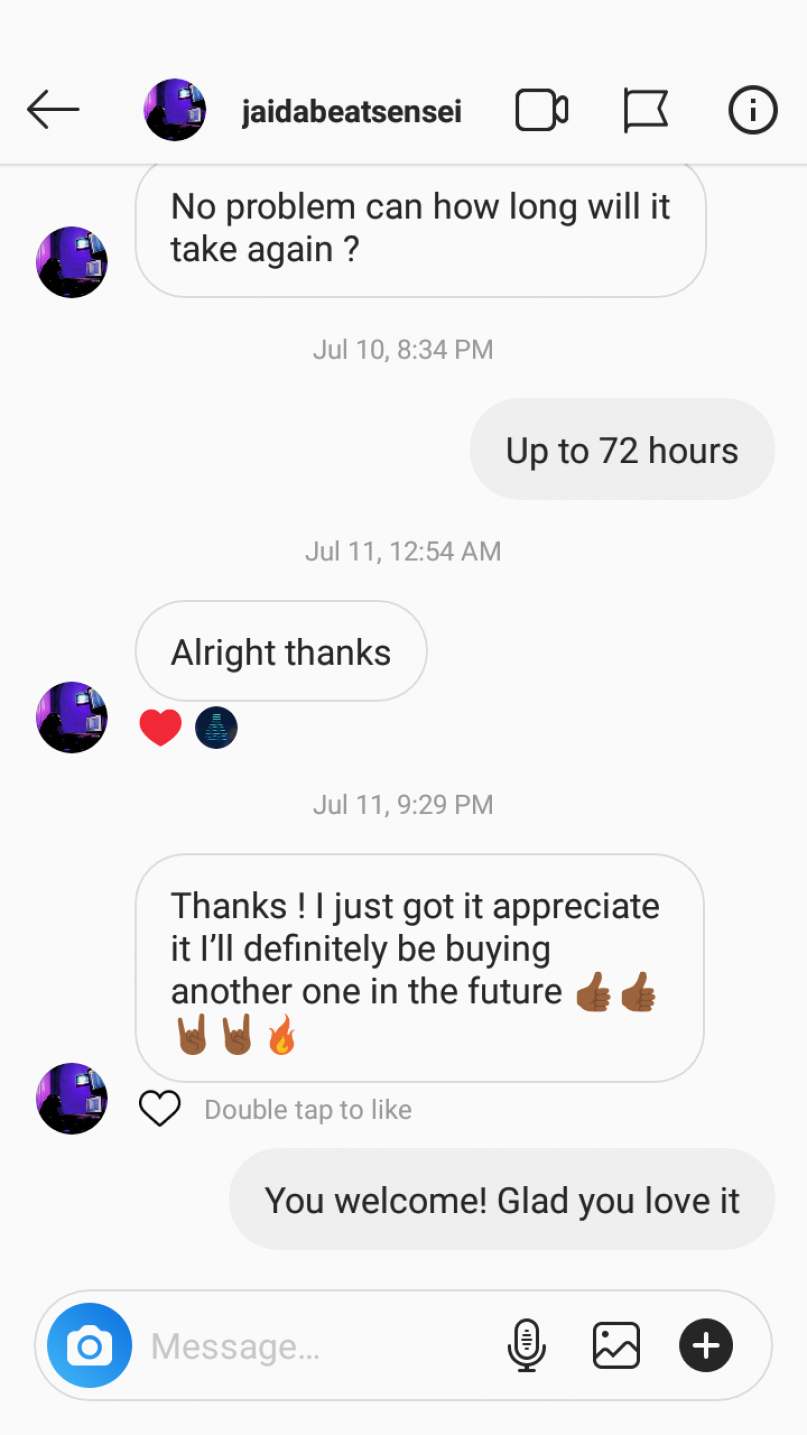 jaidabeatsensei
No problem can how long will it
take again ?
Jul 10, 8:34 PM
Up to 72 hours
Jul 11, 12:54 AM
Alright thanks
Jul 11, 9:29 PM
Thanks ! I just got it appreciate
it I’ll definitely be buying
another one in the future 👍🏾👍🏾
🤘🏾🤘🏾🔥
Double tap to like
You welcome! Glad you love it
Message...